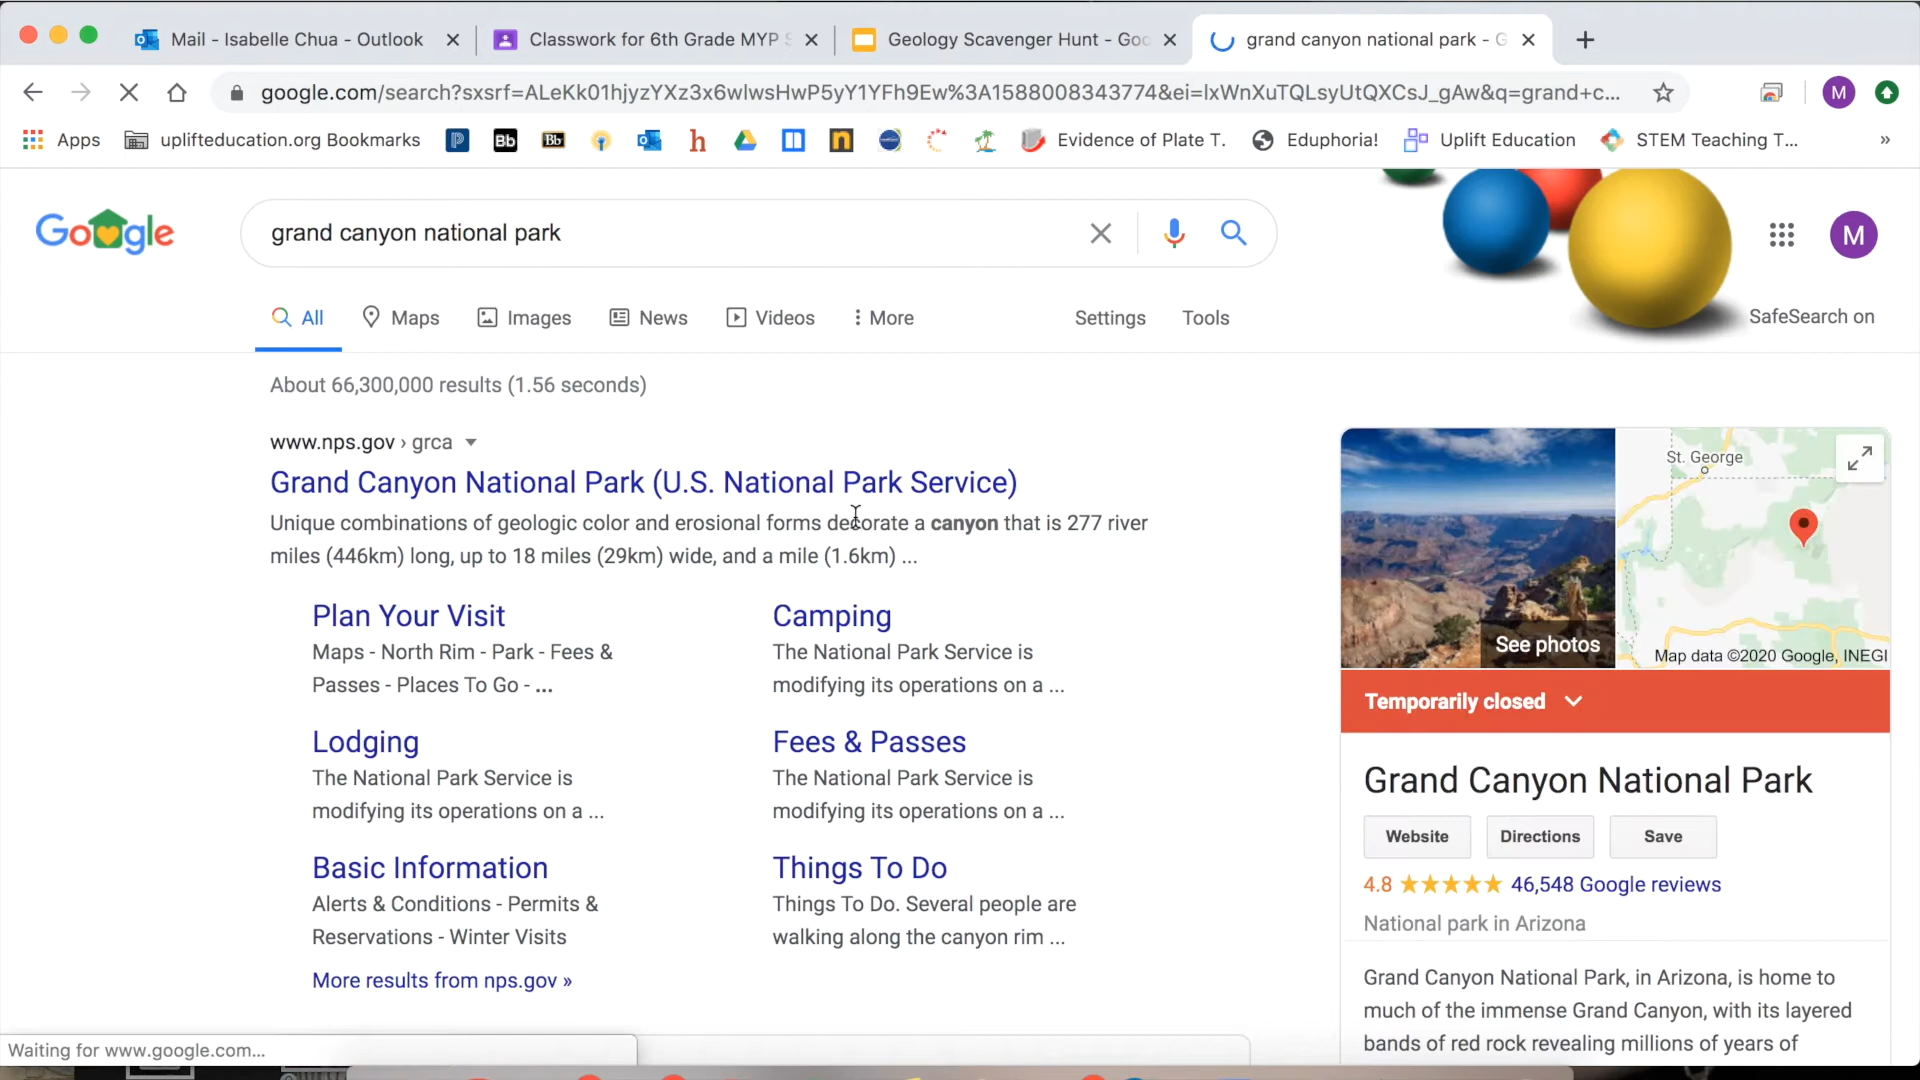 Mail - Isabelle Chua - Outlook
Classwork for 6th Grade MYP S
Geology Scavenger Hunt - Goo
grand canyon national park - G
google.com/search?sxsrf=ALeKk01hjyzYXz3x6wlwsHwP5yY1YFh9Ew%3A1588008343774&ei=lxWnXuTQLsyUtQXCsJ_gAw&q=grand+c...
M
Apps
uplifteducation.org Bookmarks
P
Bb
Bb
h
n
Evidence of Plate T.
Eduphoria!
Uplift Education
STEM Teaching T...
»
Google
grand canyon national park
M
All
Maps
Images
News
Videos
More
Settings
Tools
SafeSearch on
About 66,300,000 results (1.56 seconds)
www.nps.gov › grca
Grand Canyon National Park (U.S. National Park Service)
Unique combinations of geologic color and erosional forms decorate a canyon that is 277 river
miles (446km) long, up to 18 miles (29km) wide, and a mile (1.6km) ...
Plan Your Visit
Maps - North Rim - Park - Fees &
Passes - Places To Go - ...
Camping
The National Park Service is
modifying its operations on a ...
Lodging
The National Park Service is
modifying its operations on a ...
Fees & Passes
The National Park Service is
modifying its operations on a ...
Basic Information
Alerts & Conditions - Permits &
Reservations - Winter Visits
Things To Do
Things To Do. Several people are
walking along the canyon rim ...
More results from nps.gov »
St. George
See photos
Map data ©2020 Google, INEGI
Temporarily closed
Grand Canyon National Park
Website
Directions
Save
4.8
46,548 Google reviews
National park in Arizona
Grand Canyon National Park, in Arizona, is home to
much of the immense Grand Canyon, with its layered
bands of red rock revealing millions of years of
Waiting for www.google.com...